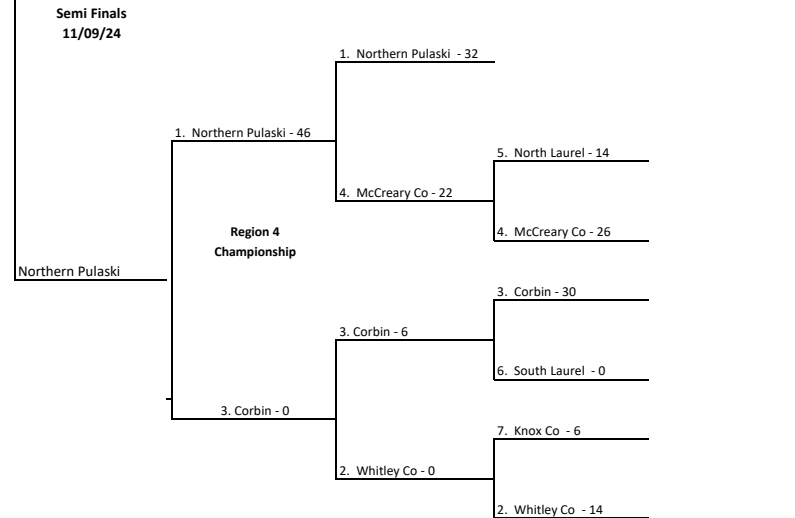 Semi Finals
11/09/24
1. Northern Pulaski - 32
1. Northern Pulaski - 46
5. North Laurel - 14
4. McCreary Co - 22
Region 4
Championship
4. McCreary Co - 26
Northern Pulaski
3. Corbin - 30
3. Corbin - 6
6. South Laurel - 0
3. Corbin - 0
7. Knox Co - 6
2. Whitley Co - 0
2. Whitley Co - 14